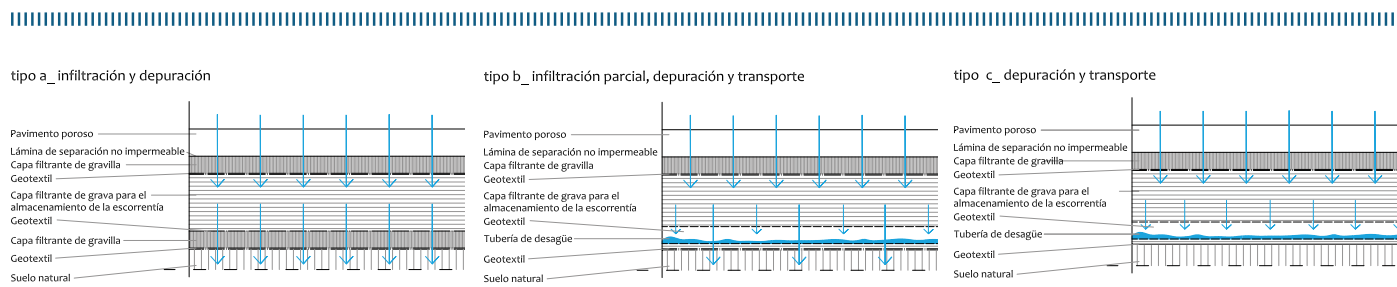 tipo a_ infiltración y depuración
Pavimento poroso
Lámina de separación no impermeable
Capa filtrante de gravilla
Geotextil
Capa filtrante de grava para el
almacenamiento de la escorrentía
Geotextil
Capa filtrante de gravilla
Geotextil
Suelo natural
tipo b_ infiltración parcial, depuración y transporte
Pavimento poroso
Lámina de separación no impermeable
Capa filtrante de gravilla
Geotextil
Capa filtrante de grava para el
almacenamiento de la escorrentía
Geotextil
Tubería de desagüe
Geotextil
Suelo natural
tipo c_ depuración y transporte
Pavimento poroso
Lámina de separación no impermeable
Capa filtrante de gravilla
Geotextil
Capa filtrante de grava para el
almacenamiento de la escorrentía
Geotextil
Tubería de desagüe
Geotextil
Suelo natural